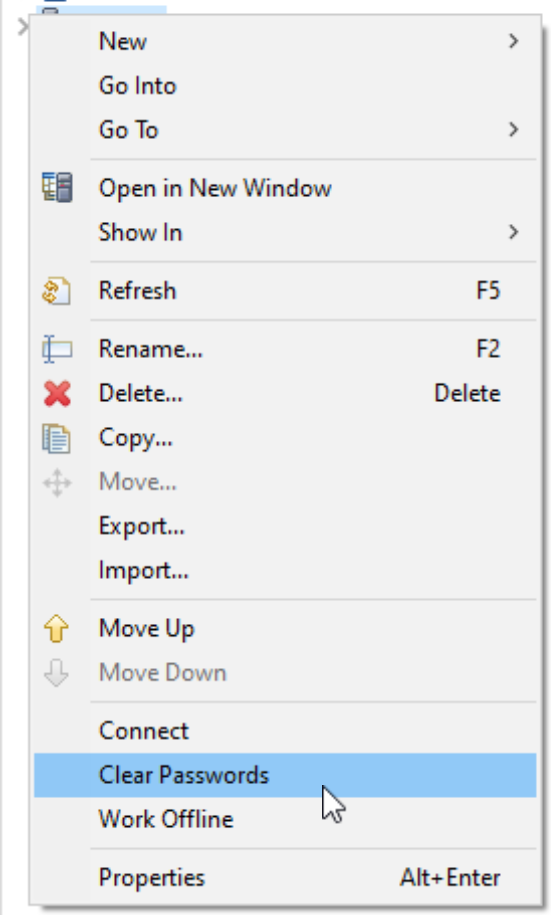 New
Go Into
Go To
Open in New Window
Show In
Refresh F5
Rename... F2
Delete... Delete
Copy...
Move...
Export...
Import...
Move Up
Move Down
Connect
Clear Passwords
Work Offline
Properties Alt+Enter